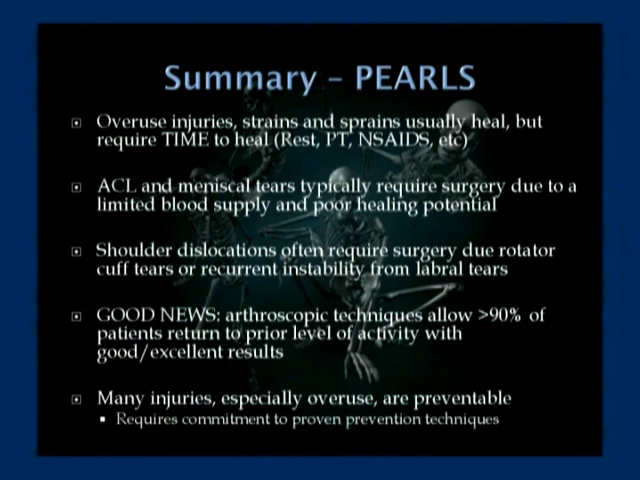 Summary – PEARLS
Overuse injuries, strains and sprains usually heal, but
require TIME to heal (Rest, PT, NSAIDS, etc)
ACL and meniscal tears typically require surgery due to a
limited blood supply and poor healing potential
Shoulder dislocations often require surgery due rotator
cuff tears or recurrent instability from labral tears
GOOD NEWS: arthroscopic techniques allow >90% of
patients return to prior level of activity with
good/excellent results
Many injuries, especially overuse, are preventable
Requires commitment to proven prevention techniques